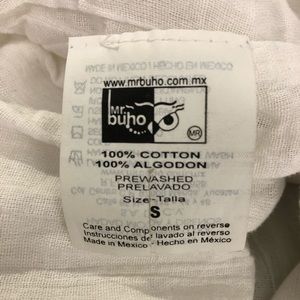 www.mrbuho.com.mx
Mr.
buho
MR
100% COTTON
100% ALGODON
PREWASHED
PRELAVADO
Size-Talla
S
Care and Components on reverse
Instrucciones de lavado al reverso
Made in Mexico - Hecho en México